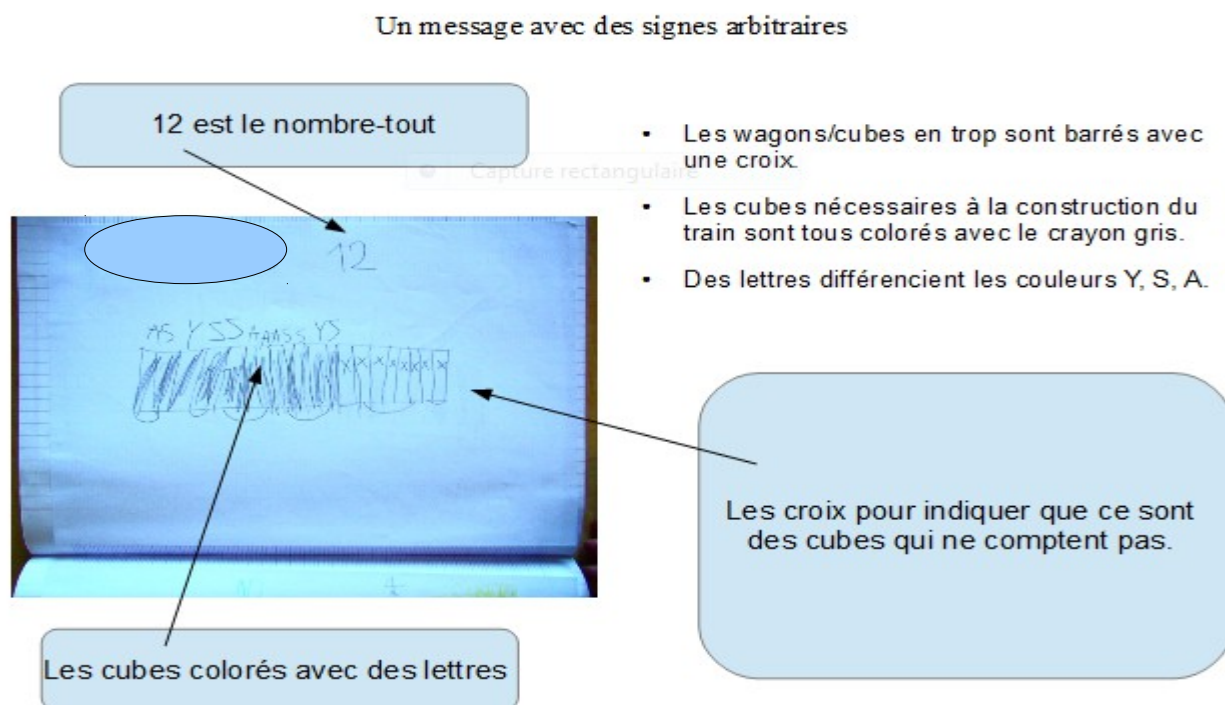 Un message avec des signes arbitraires
12 est le nombre-tout
• Les wagons/cubes en trop sont barrés avec
une croix.
• Les cubes nécessaires à la construction du
train sont tous colorés avec le crayon gris.
• Des lettres différencient les couleurs Y, S, A.
Capture rectangulaire
12
AS Y SSAAASS YS
x x x x x x x x
Les croix pour indiquer que ce sont
des cubes qui ne comptent pas.
Les cubes colorés avec des lettres